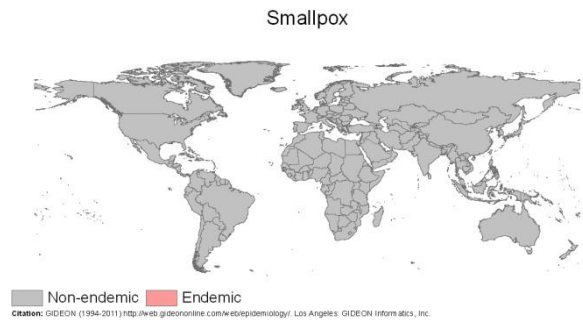 Smallpox
Non-endemic Endemic
Citation: GIDEON (1994-2011) http://web.gideononline.com/web/epidemiology/. Los Angeles: GIDEON Informatics, Inc.